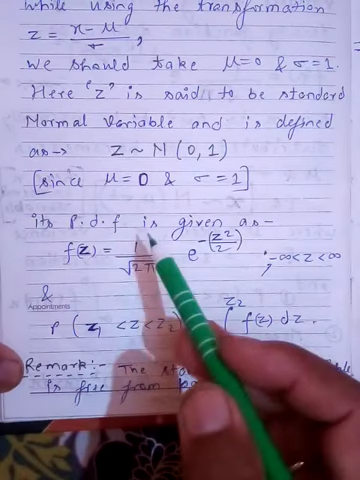 while using the transformation
z = (x - μ)/σ,
we should take μ=0 & σ=1.
Here 'z' is said to be standard
Normal Variable and is defined
as→ Z ~ N (0, 1)
[since μ=0 & σ=1]
its p.d.f is given as-
f(z) = 1/√2π e^-(z²/2) , -∞<z<∞
&
Appointments
P (z₁ <z<z₂) ∫ z₂ f(z) dz.
Remark:- The
is free from